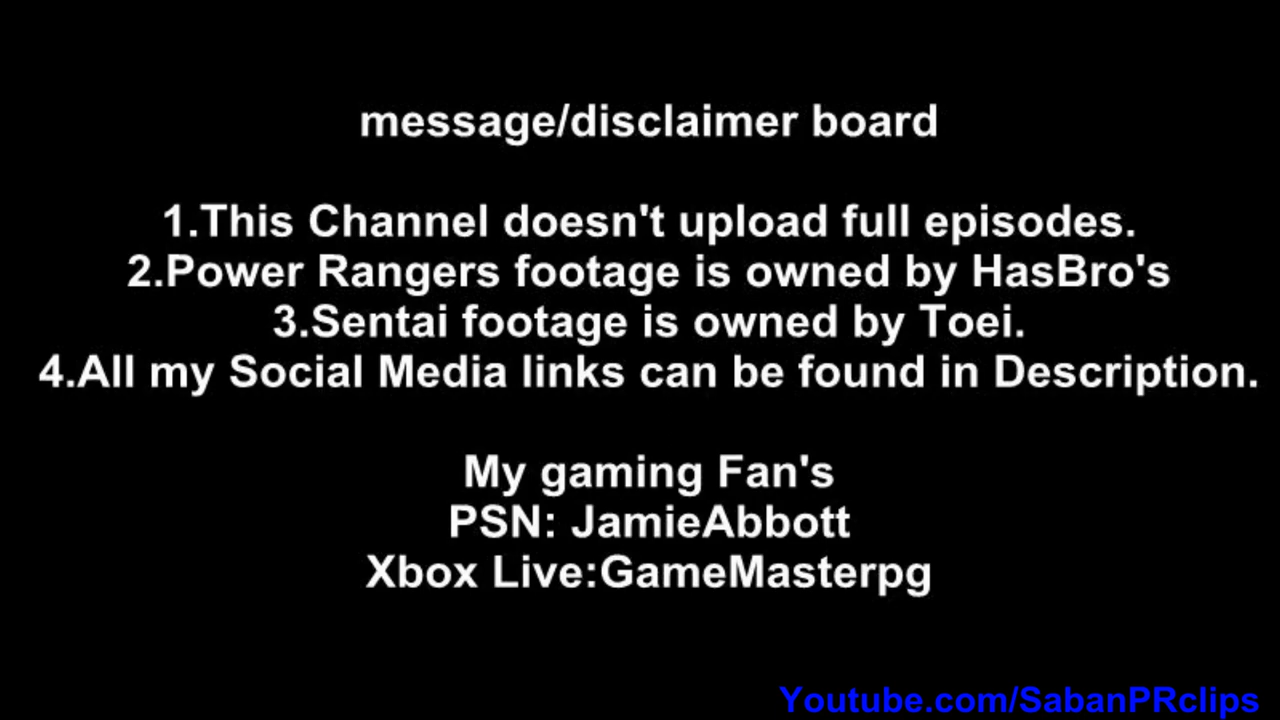 message/disclaimer board
1.This Channel doesn't upload full episodes.
2.Power Rangers footage is owned by HasBro's
3.Sentai footage is owned by Toei.
4.All my Social Media links can be found in Description.
My gaming Fan's
PSN: JamieAbbott
Xbox Live:GameMasterpg
Youtube.com/SabanPRclips